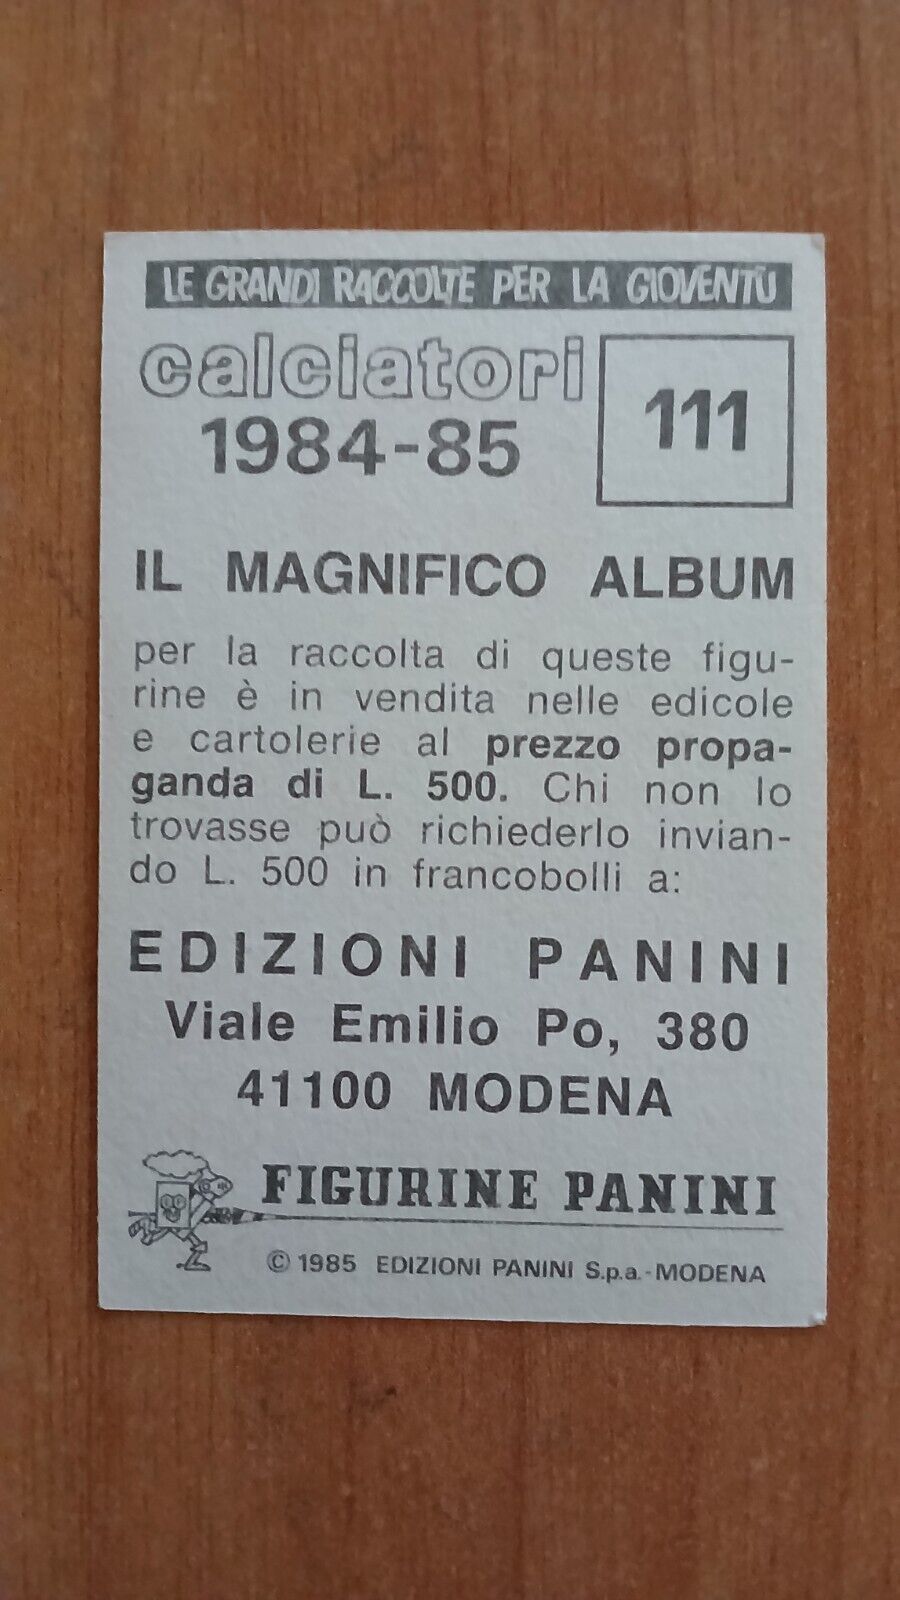 LE GRANDI RACCOLTE PER LA GIOVENTÙ
calciatori
1984-85
111
IL MAGNIFICO ALBUM
per la raccolta di queste figu-
rine è in vendita nelle edicole
e cartolerie al prezzo propa-
ganda di L. 500. Chi non lo
trovasse può richiederlo invian-
do L. 500 in francobolli a:
EDIZIONI PANINI
Viale Emilio Po, 380
41100 MODENA
FIGURINE PANINI
© 1985 EDIZIONI PANINI S.p.a.-MODENA